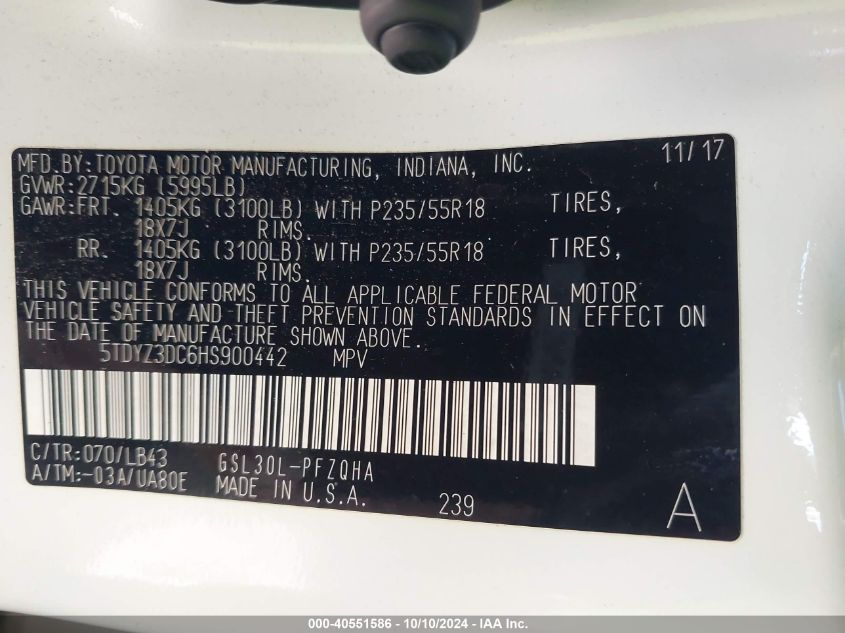 MFD. BY: TOYOTA MOTOR MANUFACTURING, INDIANA, INC. 11/17
GVWR: 2715KG (5995LB)
GAWR: FRT. 1405KG (3100LB) WITH P235/55R18 TIRES,
18X7J RIMS.
RR. 1405KG (3100LB) WITH P235/55R18 TIRES,
18X7J RIMS.
THIS VEHICLE CONFORMS TO ALL APPLICABLE FEDERAL MOTOR
VEHICLE SAFETY AND THEFT PREVENTION STANDARDS IN EFFECT ON
THE DATE OF MANUFACTURE SHOWN ABOVE.
5TDYZ3DC6HS900442 MPV
C/TR: 070/LB43 GSL30L-PFZQHA
A/TM: -03A/UA80E MADE IN U.S.A. 239 A
000-40551586 - 10/10/2024 - IAA Inc.